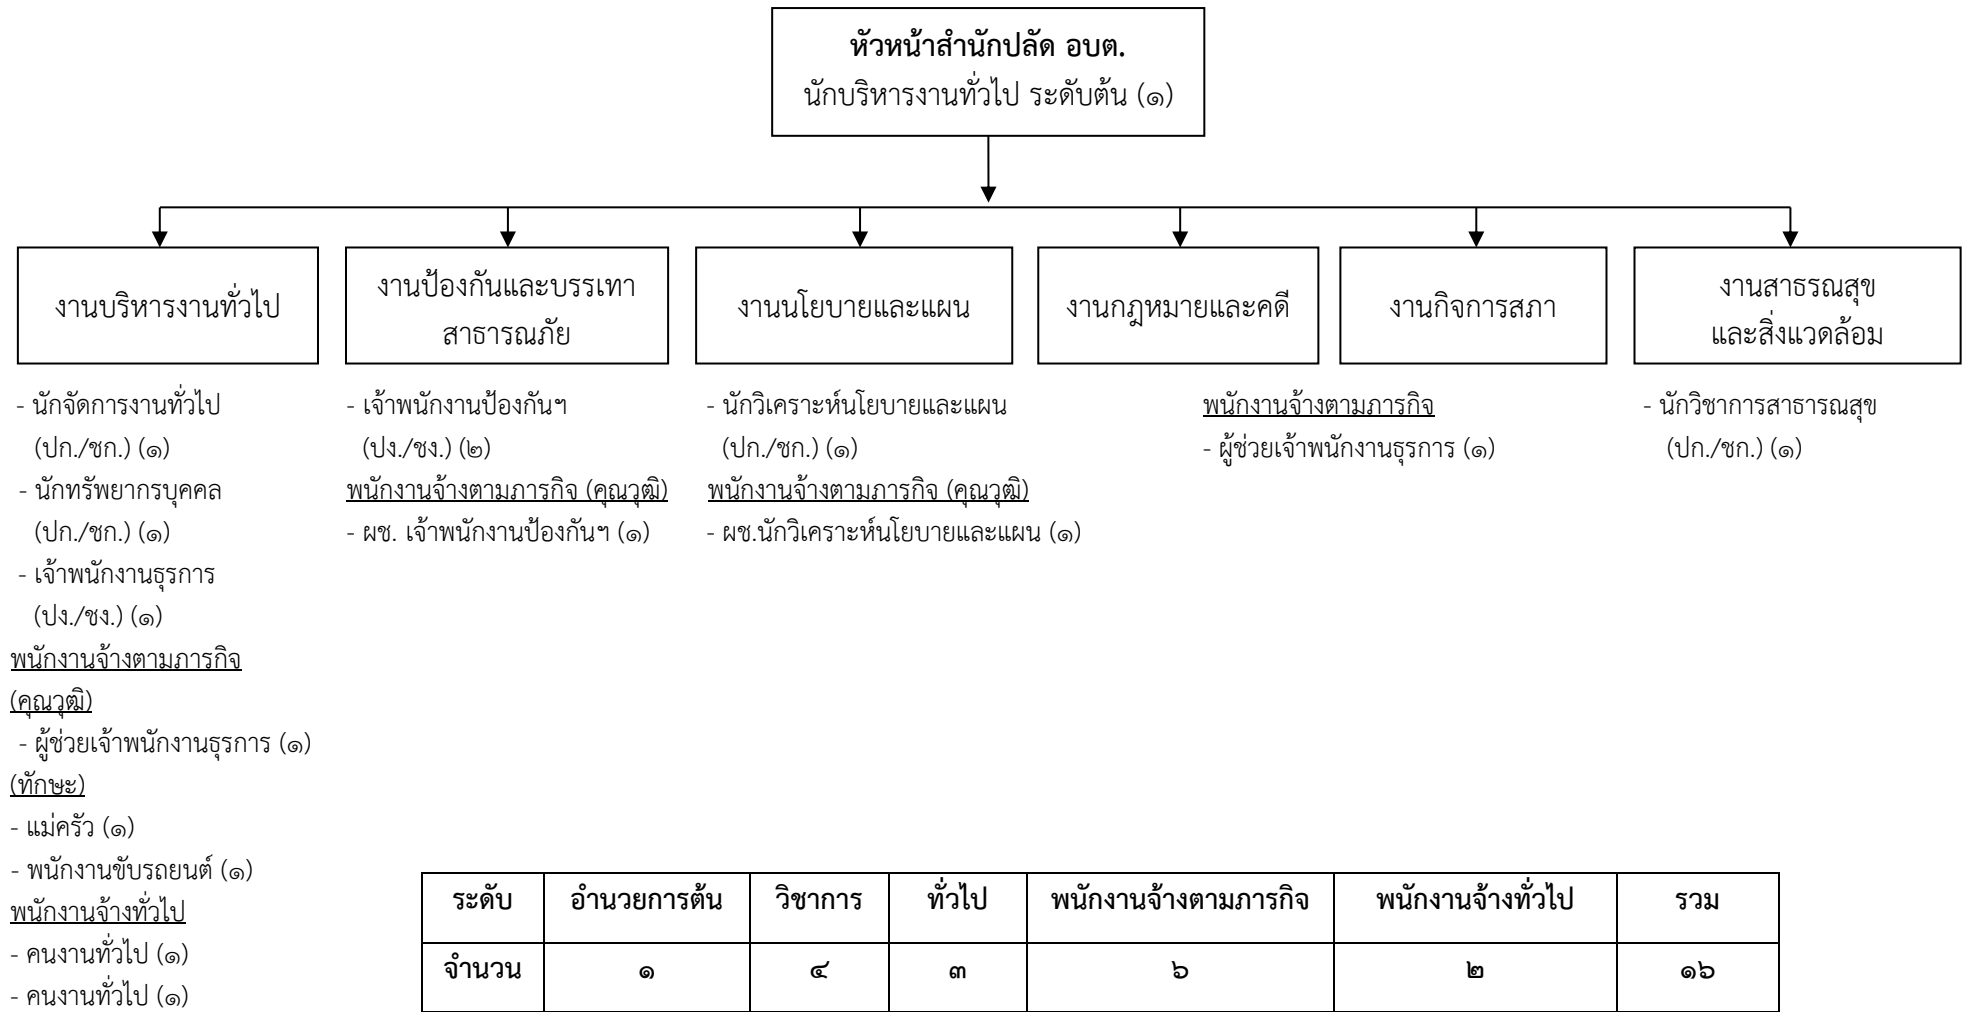 หัวหน้าสำนักปลัด อบต.
นักบริหารงานทั่วไป ระดับต้น (๑)
งานบริหารงานทั่วไป
งานป้องกันและบรรเทา
สาธารณภัย
งานนโยบายและแผน
งานกฎหมายและคดี
งานกิจการสภา
งานสาธรณสุข
และสิ่งแวดล้อม
- นักจัดการงานทั่วไป
(ปก./ชก.) (๑)
- นักทรัพยากรบุคคล
(ปก./ชก.) (๑)
- เจ้าพนักงานธุรการ
(ปง./ชง.) (๑)
พนักงานจ้างตามภารกิจ
(คุณวุฒิ)
- ผู้ช่วยเจ้าพนักงานธุรการ (๑)
(ทักษะ)
- แม่ครัว (๑)
- พนักงานขับรถยนต์ (๑)
พนักงานจ้างทั่วไป
- คนงานทั่วไป (๑)
- คนงานทั่วไป (๑)
- เจ้าพนักงานป้องกันฯ
(ปง./ชง.) (๒)
พนักงานจ้างตามภารกิจ (คุณวุฒิ)
- ผช. เจ้าพนักงานป้องกันฯ (๑)
- นักวิเคราะห์นโยบายและแผน
(ปก./ชก.) (๑)
พนักงานจ้างตามภารกิจ (คุณวุฒิ)
- ผช.นักวิเคราะห์นโยบายและแผน (๑)
พนักงานจ้างตามภารกิจ
- ผู้ช่วยเจ้าพนักงานธุรการ (๑)
- นักวิชาการสาธารณสุข
(ปก./ชก.) (๑)
ระดับ อำนวยการต้น วิชาการ ทั่วไป พนักงานจ้างตามภารกิจ พนักงานจ้างทั่วไป รวม
จำนวน ๑ ๔ ๓ ๖ ๒ ๑๖